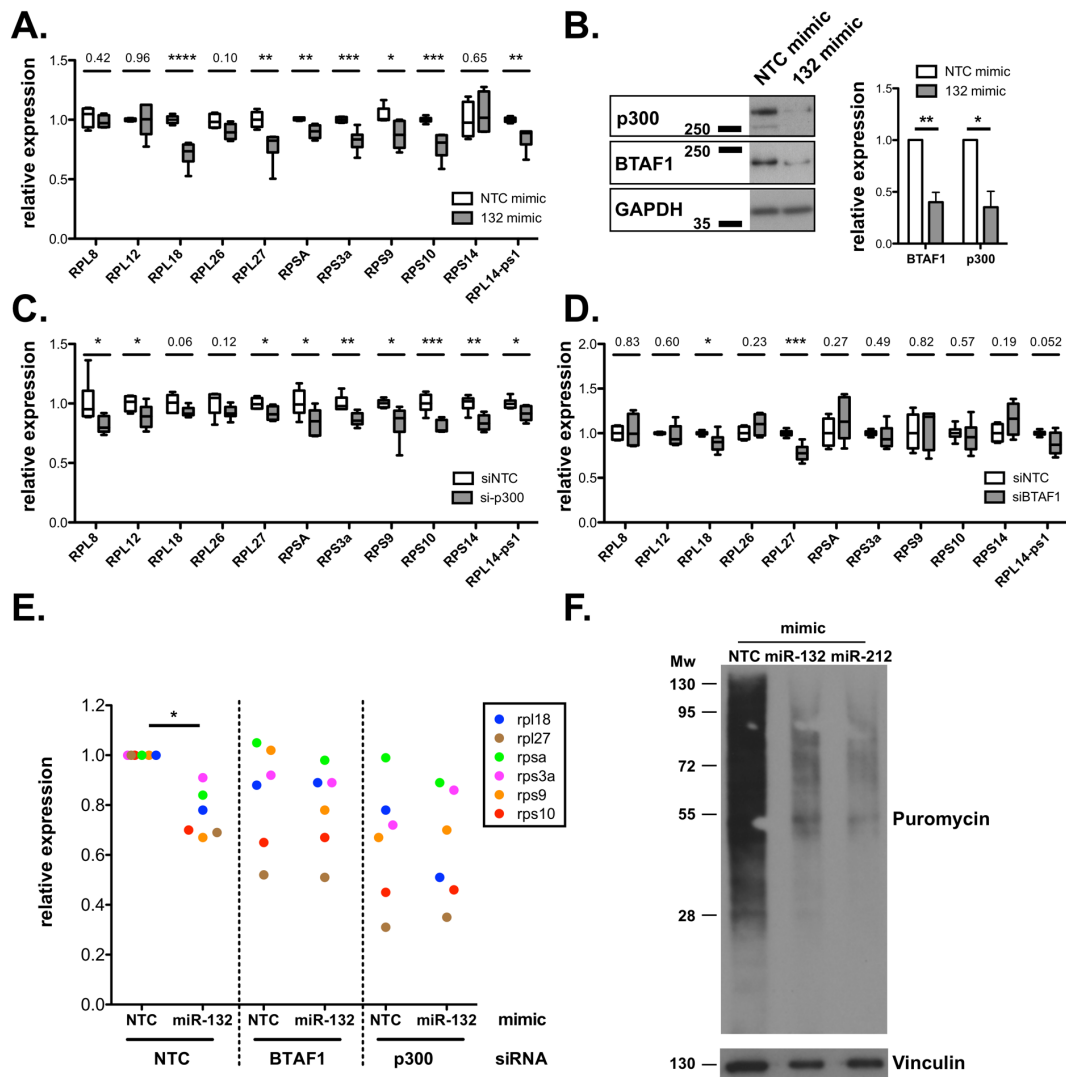 A.
0.42 0.96 **** 0.10 ** ** *** * *** 0.65 **
relative expression
1.5
1.0
0.5
0.0
NTC mimic
132 mimic
RPL8 RPL12 RPL18 RPL26 RPL27 RPSA RPS3a RPS9 RPS10 RPS14 RPL14-ps1
B.
NTC mimic
132 mimic
p300
250
BTAF1
250
GAPDH
35
NTC mimic
132 mimic
** *
relative expression
1.5
1.0
0.5
0.0
BTAF1 p300
C.
* * 0.06 0.12 * * ** * *** ** *
relative expression
1.5
1.0
0.5
0.0
siNTC
si-p300
RPL8 RPL12 RPL18 RPL26 RPL27 RPSA RPS3a RPS9 RPS10 RPS14 RPL14-ps1
D.
0.83 0.60 * 0.23 *** 0.27 0.49 0.82 0.57 0.19 0.052
relative expression
2.0
1.5
1.0
0.5
0.0
siNTC
siBTAF1
RPL8 RPL12 RPL18 RPL26 RPL27 RPSA RPS3a RPS9 RPS10 RPS14 RPL14-ps1
E.
relative expression
1.2
1.0
0.8
0.6
0.4
0.2
0.0
*
rpl18
rpl27
rpsa
rps3a
rps9
rps10
NTC miR-132 NTC miR-132 NTC miR-132 mimic
NTC BTAF1 p300 siRNA
F.
mimic
Mw NTC miR-132 miR-212
130
95
72
55
28
Puromycin
130
Vinculin